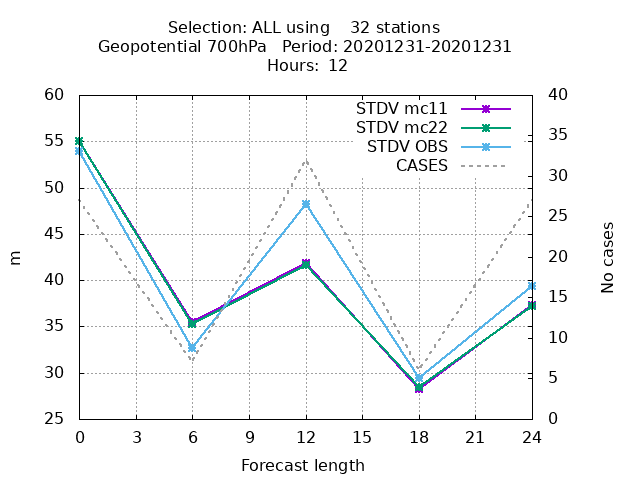 Selection: ALL using    32 stations
Geopotential 700hPa   Period: 20201231-20201231
Hours: 12
STDV mc11
STDV mc22
STDV OBS
CASES
60
55
50
45
40
35
30
25
40
35
30
25
20
15
10
5
0
m
No cases
0 3 6 9 12 15 18 21 24
Forecast length